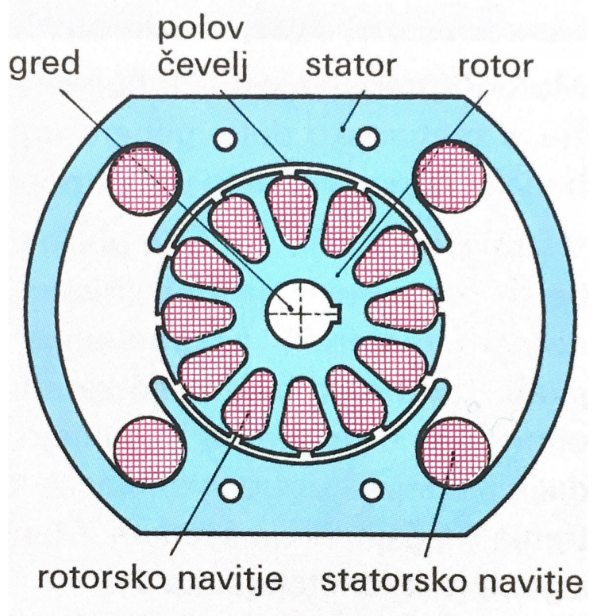 polov
gred čevelj stator rotor
rotorsko navitje statorsko navitje